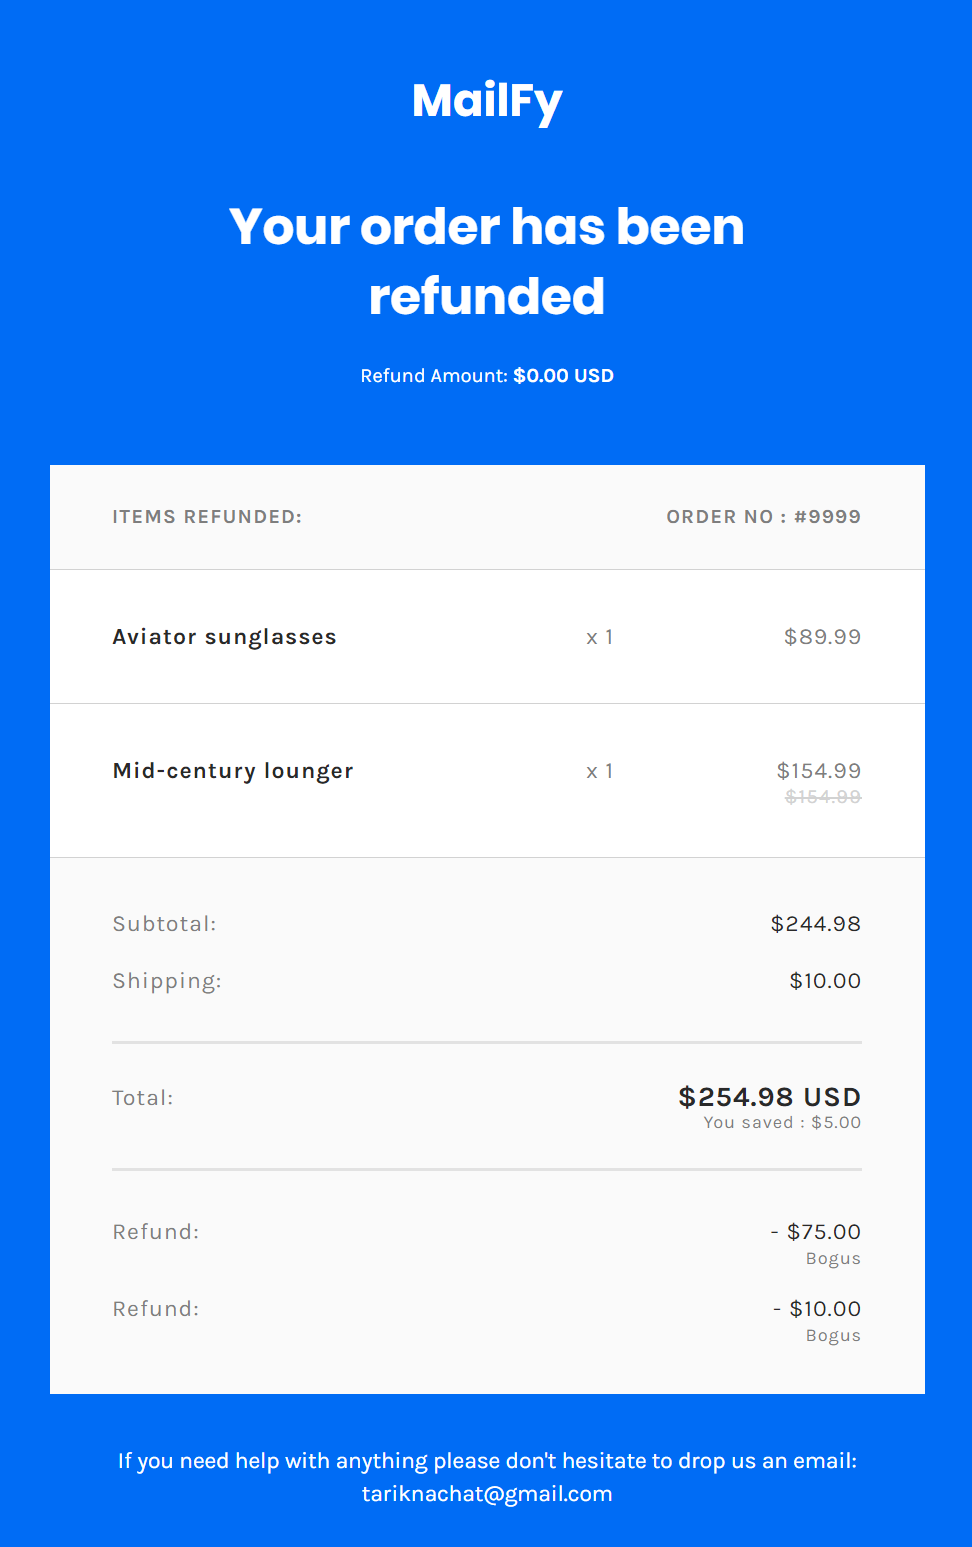 MailFy
Your order has been
refunded
Refund Amount: $0.00 USD
ITEMS REFUNDED: ORDER NO : #9999
Aviator sunglasses x 1 $89.99
Mid-century lounger x 1 $154.99
$154.99
Subtotal: $244.98
Shipping: $10.00
Total: $254.98 USD
You saved : $5.00
Refund: - $75.00
Bogus
Refund: - $10.00
Bogus
If you need help with anything please don't hesitate to drop us an email:
tariknachat@gmail.com